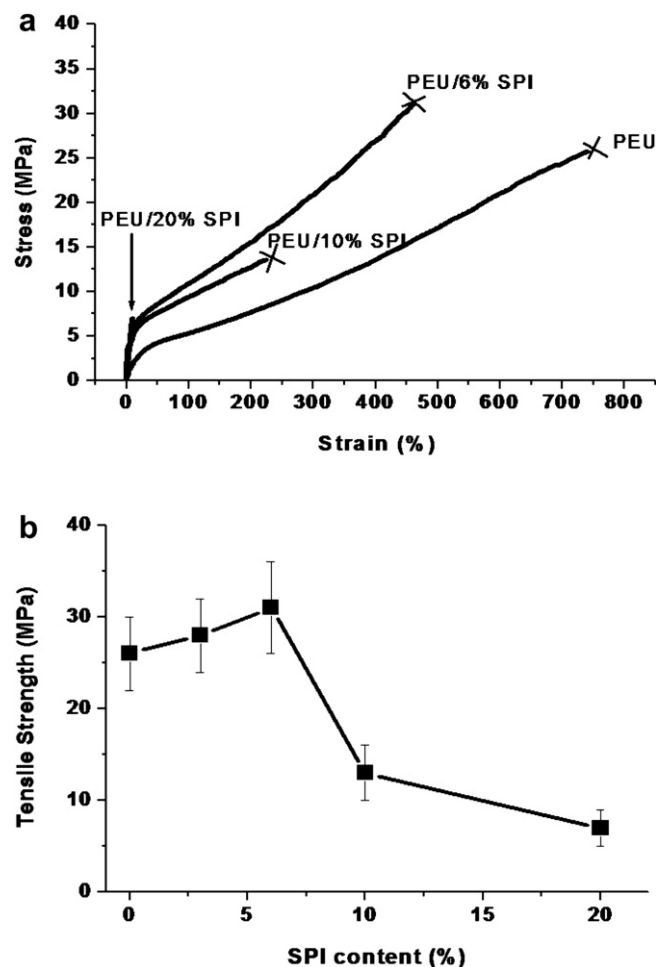 a
40
35
30
25
20
15
10
5
0
Stress (MPa)
PEU/6% SPI
PEU
PEU/20% SPI
PEU/10% SPI
0 100 200 300 400 500 600 700 800
Strain (%)
b
40
30
20
10
0
Tensile Strength (MPa)
0 5 10 15 20
SPI content (%)